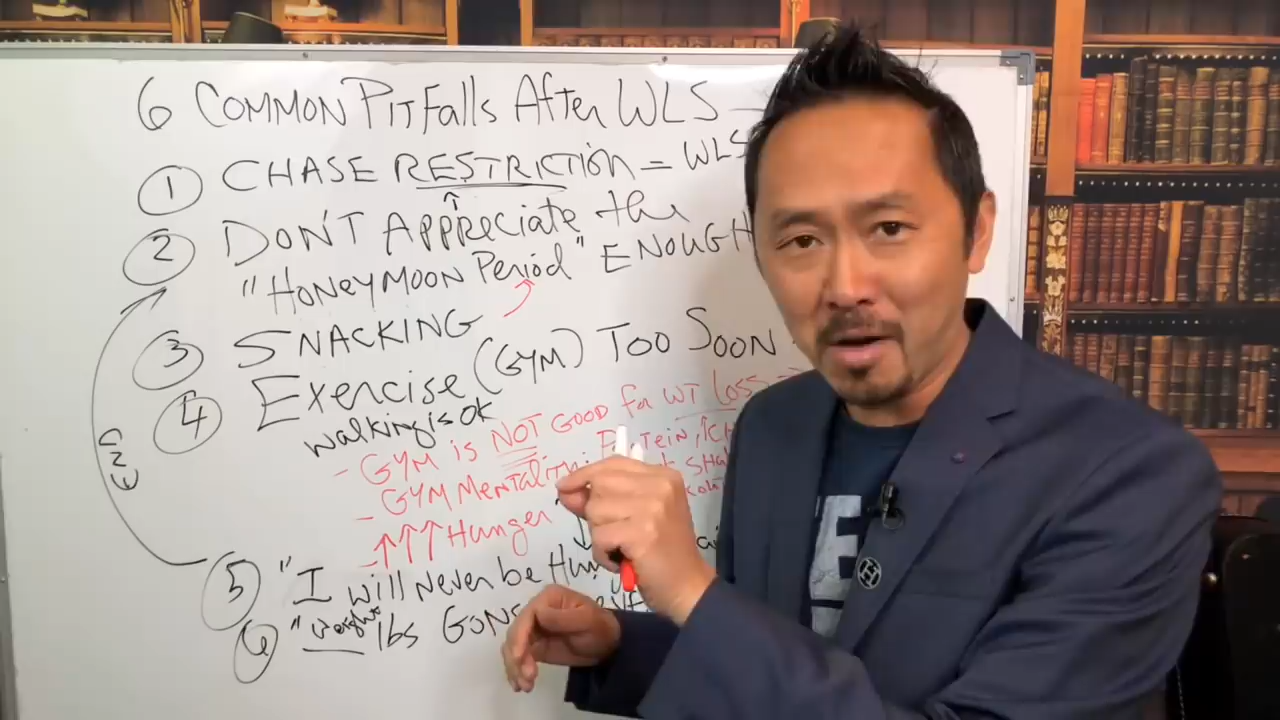 6 COMMON PITFALLS AFTER WLS
1 CHASE RESTRICTION = WLS
2 DON'T APPRECIATE the
"HONEYMOON PERIOD" ENOUGH
3 SNACKING
4 EXERCISE (GYM) TOO SOON
walking is ok
- GYM is NOT GOOD for WT LOSS
- GYM MENTALITY
- ↑↑↑ Hunger
5 "I will never be
6 "weight lbs GONE
E